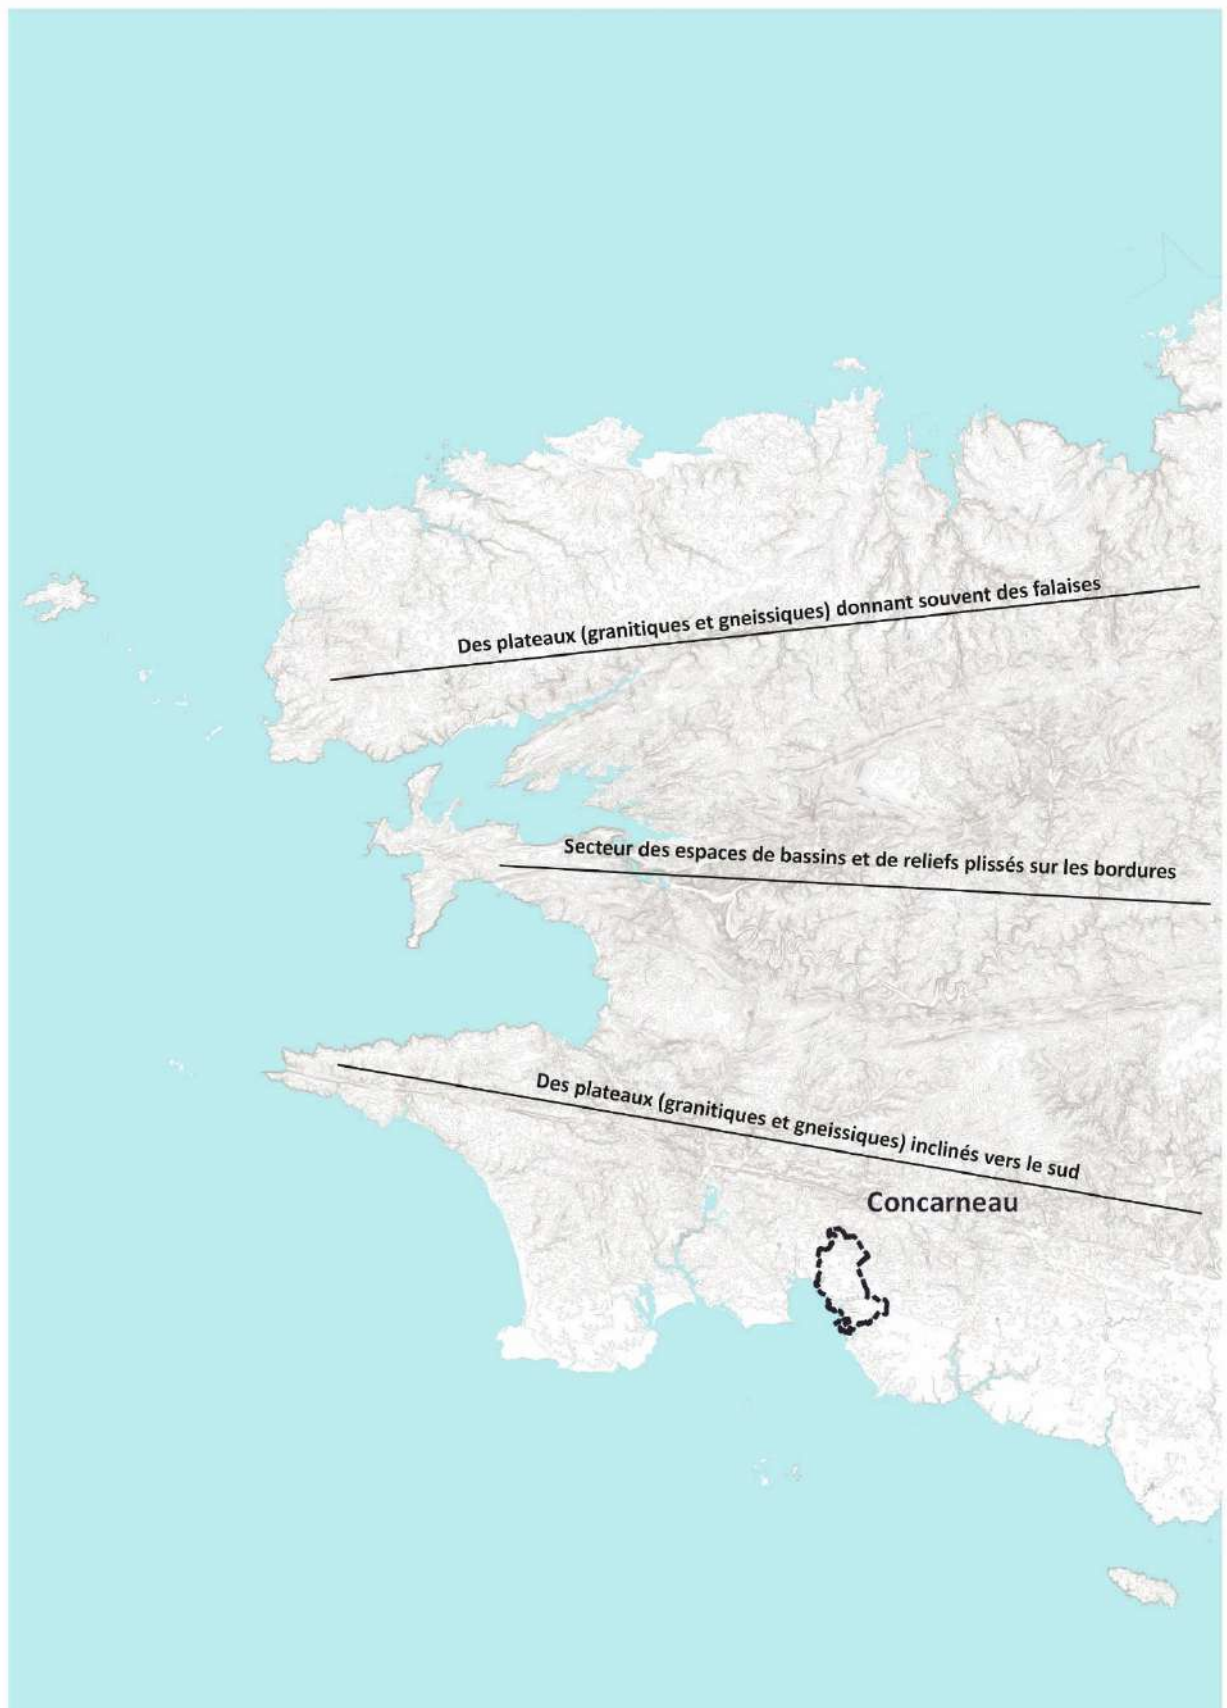 Des plateaux (granitiques et gneissiques) donnant souvent des falaises
Secteur des espaces de bassins et de reliefs plissés sur les bordures
Des plateaux (granitiques et gneissiques) inclinés vers le sud
Concarneau